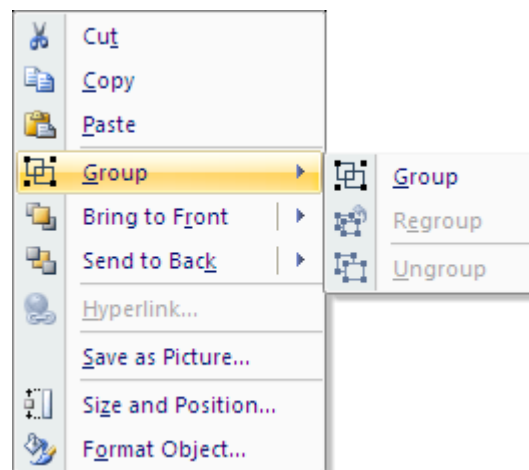 Cut
Copy
Paste
Group
Bring to Front
Send to Back
Hyperlink...
Save as Picture...
Size and Position...
Format Object...
Group
Regroup
Ungroup